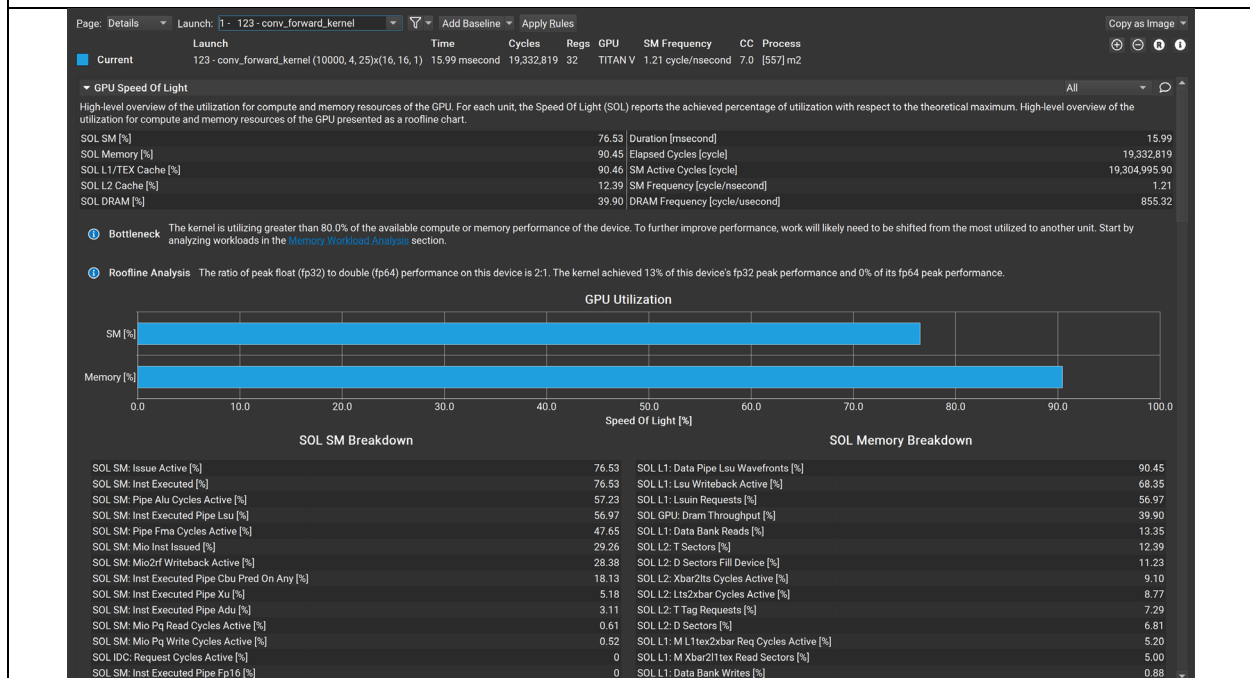 Page: Details Launch: 1 - 123 - conv_forward_kernel Add Baseline Apply Rules Copy as Image
Launch Time Cycles Regs GPU SM Frequency CC Process
Current 123 - conv_forward_kernel (10000, 4, 25)x(16, 16, 1) 15.99 msecond 19,332,819 32 TITAN V 1.21 cycle/nsecond 7.0 [557] m2
GPU Speed Of Light All
High-level overview of the utilization for compute and memory resources of the GPU. For each unit, the Speed Of Light (SOL) reports the achieved percentage of utilization with respect to the theoretical maximum. High-level overview of the
utilization for compute and memory resources of the GPU presented as a roofline chart.
SOL SM [%] 76.53 Duration [msecond] 15.99
SOL Memory [%] 90.45 Elapsed Cycles [cycle] 19,332,819
SOL L1/TEX Cache [%] 90.46 SM Active Cycles [cycle] 19,304,995.90
SOL L2 Cache [%] 12.39 SM Frequency [cycle/nsecond] 1.21
SOL DRAM [%] 39.90 DRAM Frequency [cycle/usecond] 855.32
Bottleneck The kernel is utilizing greater than 80.0% of the available compute or memory performance of the device. To further improve performance, work will likely need to be shifted from the most utilized to another unit. Start by
analyzing workloads in the Memory Workload Analysis section.
Roofline Analysis The ratio of peak float (fp32) to double (fp64) performance on this device is 2:1. The kernel achieved 13% of this device's fp32 peak performance and 0% of its fp64 peak performance.
GPU Utilization
SM [%]
Memory [%]
0.0 10.0 20.0 30.0 40.0 50.0 60.0 70.0 80.0 90.0 100.0
Speed Of Light [%]
SOL SM Breakdown SOL Memory Breakdown
SOL SM: Issue Active [%] 76.53 SOL L1: Data Pipe Lsu Wavefronts [%] 90.45
SOL SM: Inst Executed [%] 76.53 SOL L1: Lsu Writeback Active [%] 68.35
SOL SM: Pipe Alu Cycles Active [%] 57.23 SOL L1: Lsuin Requests [%] 56.97
SOL SM: Inst Executed Pipe Lsu [%] 56.97 SOL GPU: Dram Throughput [%] 39.90
SOL SM: Pipe Fma Cycles Active [%] 47.65 SOL L1: Data Bank Reads [%] 13.35
SOL SM: Mio Inst Issued [%] 29.26 SOL L2: T Sectors [%] 12.39
SOL SM: Mio2rf Writeback Active [%] 28.38 SOL L2: D Sectors Fill Device [%] 11.23
SOL SM: Inst Executed Pipe Cbu Pred On Any [%] 18.13 SOL L2: Xbar2lts Cycles Active [%] 9.10
SOL SM: Inst Executed Pipe Xu [%] 5.18 SOL L2: Lts2xbar Cycles Active [%] 8.77
SOL SM: Inst Executed Pipe Adu [%] 3.11 SOL L2: T Tag Requests [%] 7.29
SOL SM: Mio Pq Read Cycles Active [%] 0.61 SOL L2: D Sectors [%] 6.81
SOL SM: Mio Pq Write Cycles Active [%] 0.52 SOL L1: M L1tex2xbar Req Cycles Active [%] 5.20
SOL IDC: Request Cycles Active [%] 0 SOL L1: M Xbar2l1tex Read Sectors [%] 5.00
SOL SM: Inst Executed Pipe Fp16 [%] 0 SOL L1: Data Bank Writes [%] 0.88